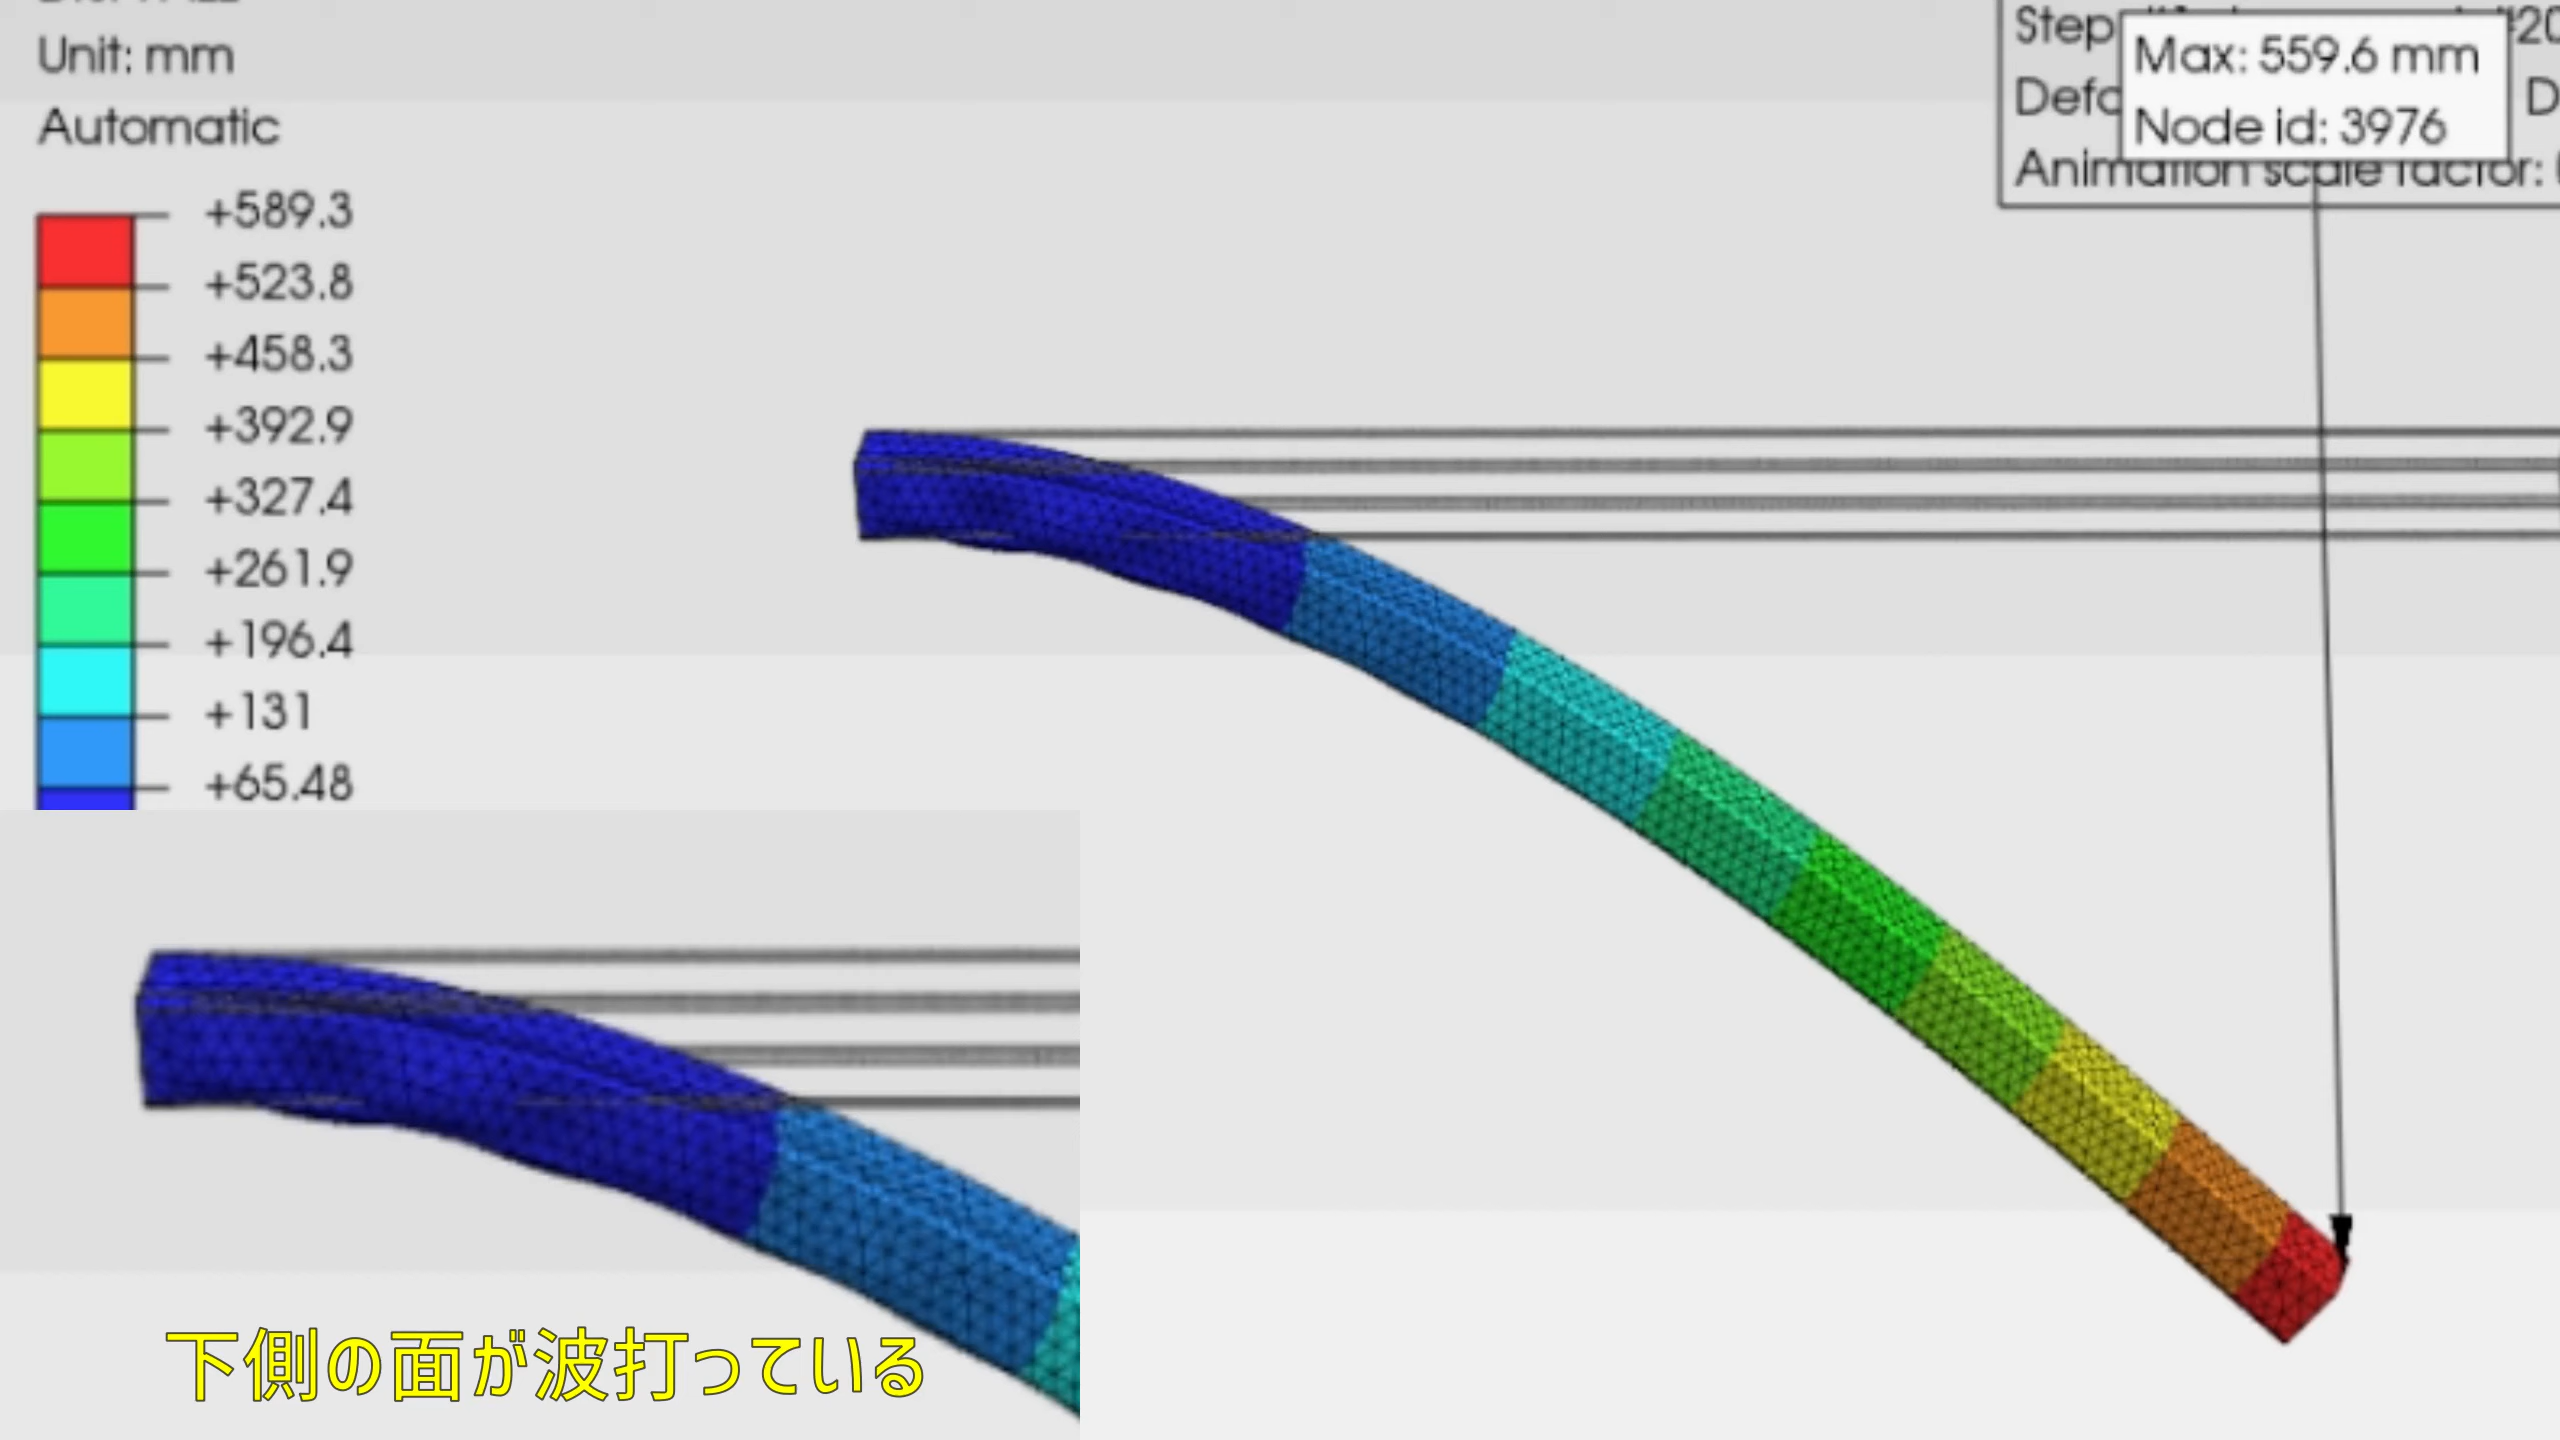 Unit: mm
Automatic
+589.3
+523.8
+458.3
+392.9
+327.4
+261.9
+196.4
+131
+65.48
Step
Max: 559.6 mm
Node id: 3976
Animation scale factor:
下側の面が波打っている